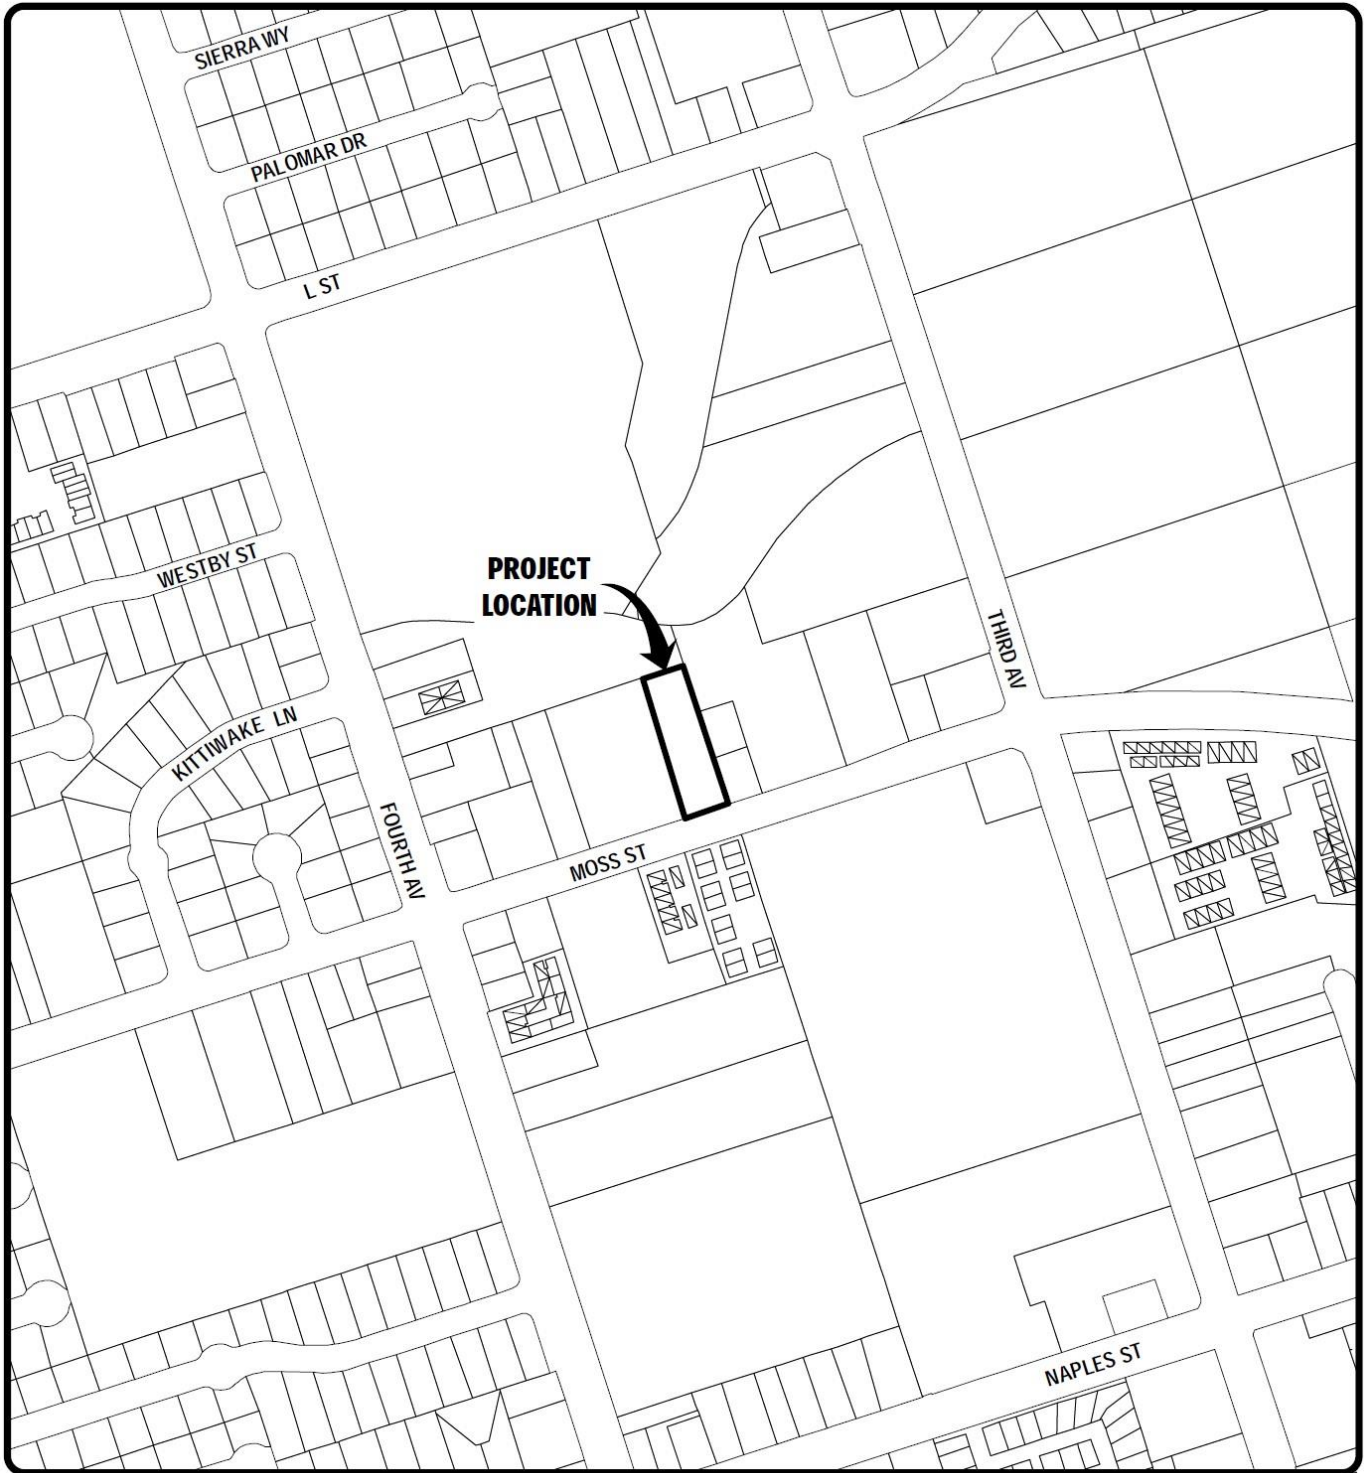 SIERRA WY
PALOMAR DR
L ST
WESTBY ST
PROJECT
LOCATION
THIRD AV
KITTIWAKE LN
FOURTH AV
MOSS ST
NAPLES ST